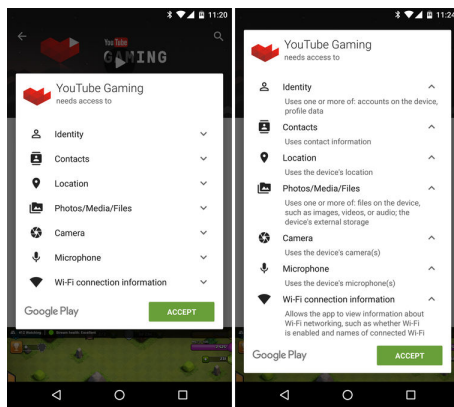 11:20
You Tube
GAMING
YouTube Gaming
needs access to
Identity
Contacts
Location
Photos/Media/Files
Camera
Microphone
Wi-Fi connection information
Google Play
ACCEPT
11:24
YouTube Gaming
needs access to
Identity
Uses one or more of: accounts on the device,
profile data
Contacts
Uses contact information
Location
Uses the device's location
Photos/Media/Files
Uses one or more of: files on the device,
such as images, videos, or audio; the
device's external storage
Camera
Uses the device's camera(s)
Microphone
Uses the device's microphone(s)
Wi-Fi connection information
Allows the app to view information about
Wi-Fi networking, such as whether Wi-Fi
is enabled and names of connected Wi-Fi
Google Play
ACCEPT